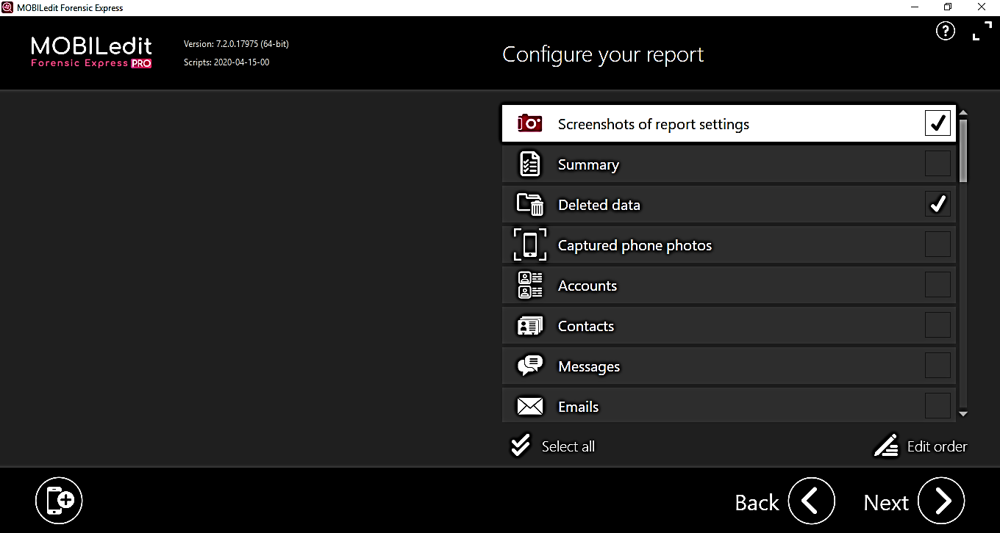 MOBILedit Forensic Express
MOBILedit
Forensic Express PRO
Version: 7.2.0.17975 (64-bit)
Scripts: 2020-04-15-00
Configure your report
?
Screenshots of report settings
Summary
Deleted data
Captured phone photos
Accounts
Contacts
Messages
Emails
Select all
Edit order
Back
Next